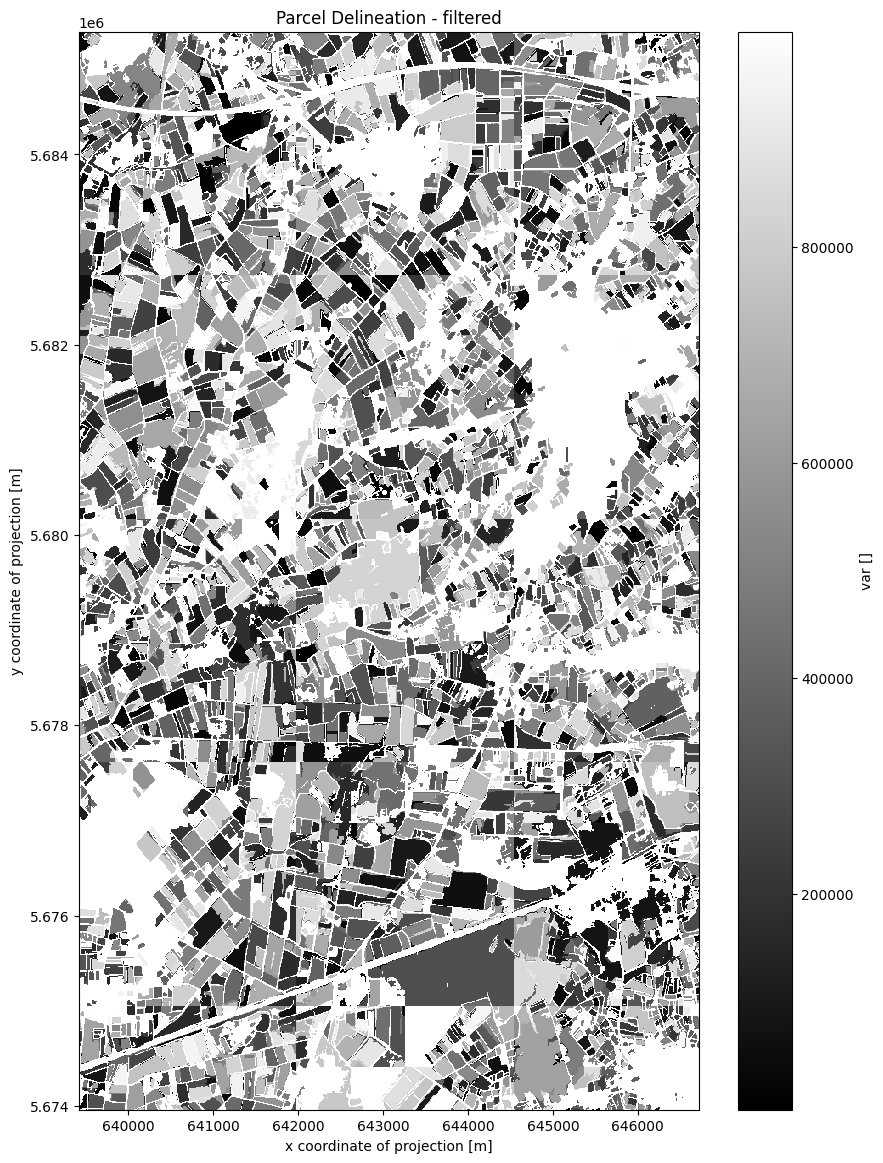 Parcel Delineation - filtered
1e6
5.684
5.682
5.680
5.678
5.676
5.674
y coordinate of projection [m]
640000 641000 642000 643000 644000 645000 646000
x coordinate of projection [m]
800000
600000
400000
200000
var []